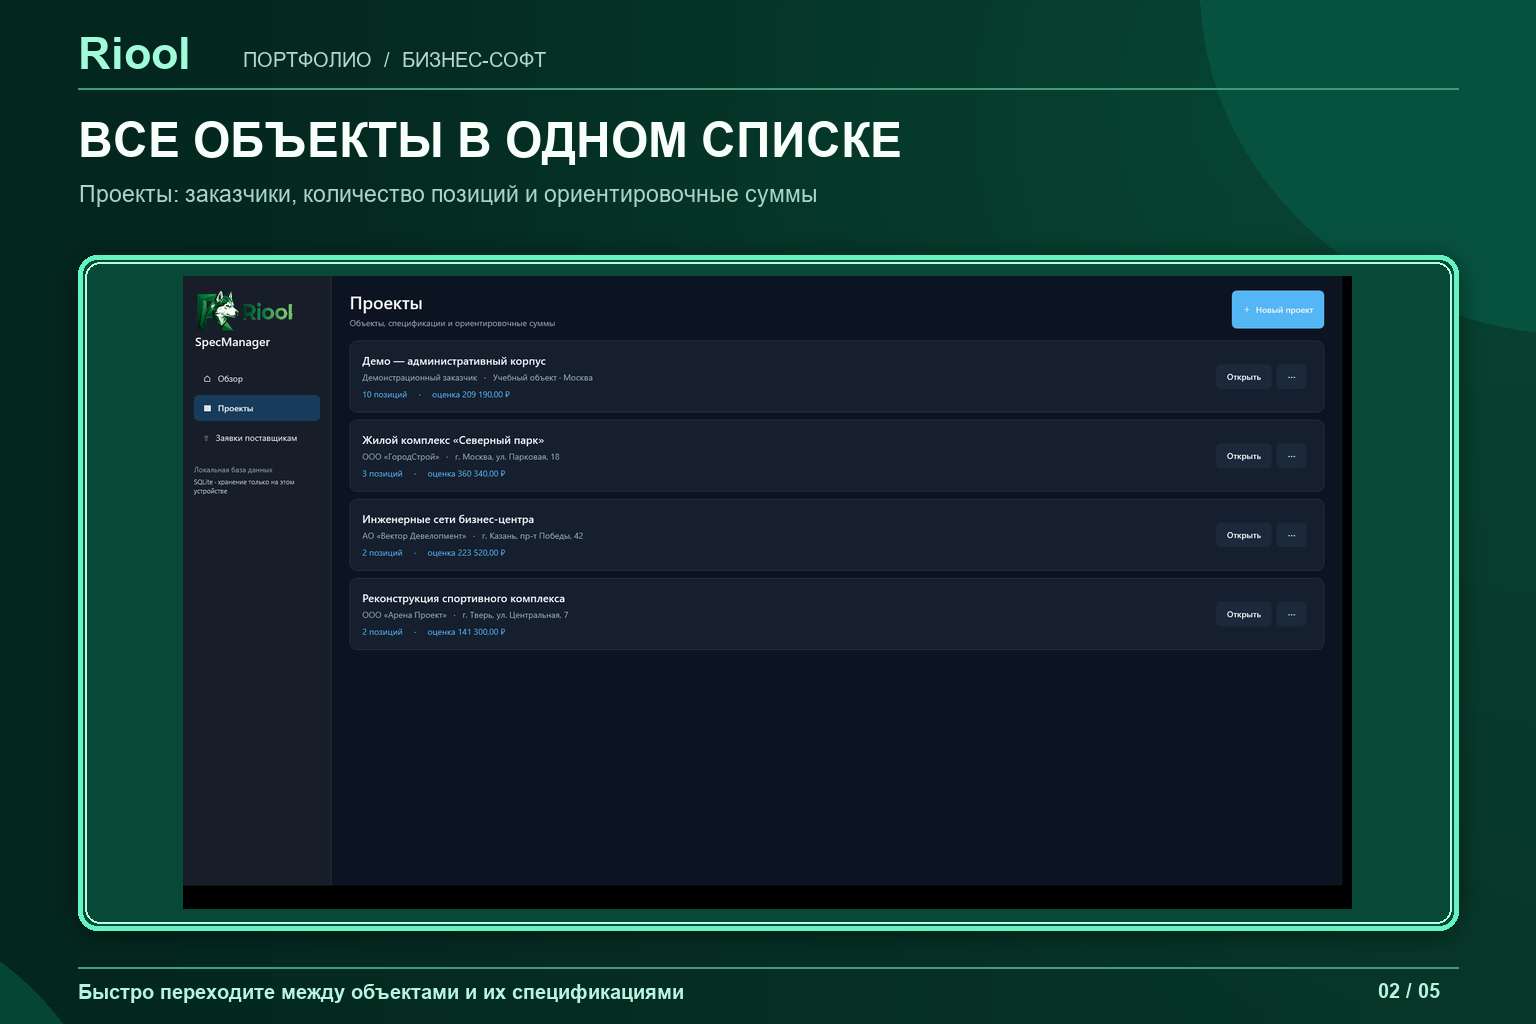 Riool
ПОРТФОЛИО / БИЗНЕС-СОФТ
ВСЕ ОБЪЕКТЫ В ОДНОМ СПИСКЕ
Проекты: заказчики, количество позиций и ориентировочные суммы
Riool
SpecManager
Обзор
Проекты
Заявки поставщикам
Локальная база данных
SQLite - хранение только на этом
устройстве
Проекты
Объекты, спецификации и ориентировочные суммы
+ Новый проект
Демо — административный корпус
Демонстрационный заказчик · Учебный объект · Москва
10 позиций · оценка 209 190,00 ₽
Открыть ...
Жилой комплекс «Северный парк»
ООО «ГородСтрой» · г. Москва, ул. Парковая, 18
3 позиций · оценка 360 340,00 ₽
Открыть ...
Инженерные сети бизнес-центра
АО «Вектор Девелопмент» · г. Казань, пр-т Победы, 42
2 позиций · оценка 223 520,00 ₽
Открыть ...
Реконструкция спортивного комплекса
ООО «Арена Проект» · г. Тверь, ул. Центральная, 7
2 позиций · оценка 141 300,00 ₽
Открыть ...
Быстро переходите между объектами и их спецификациями
02 / 05